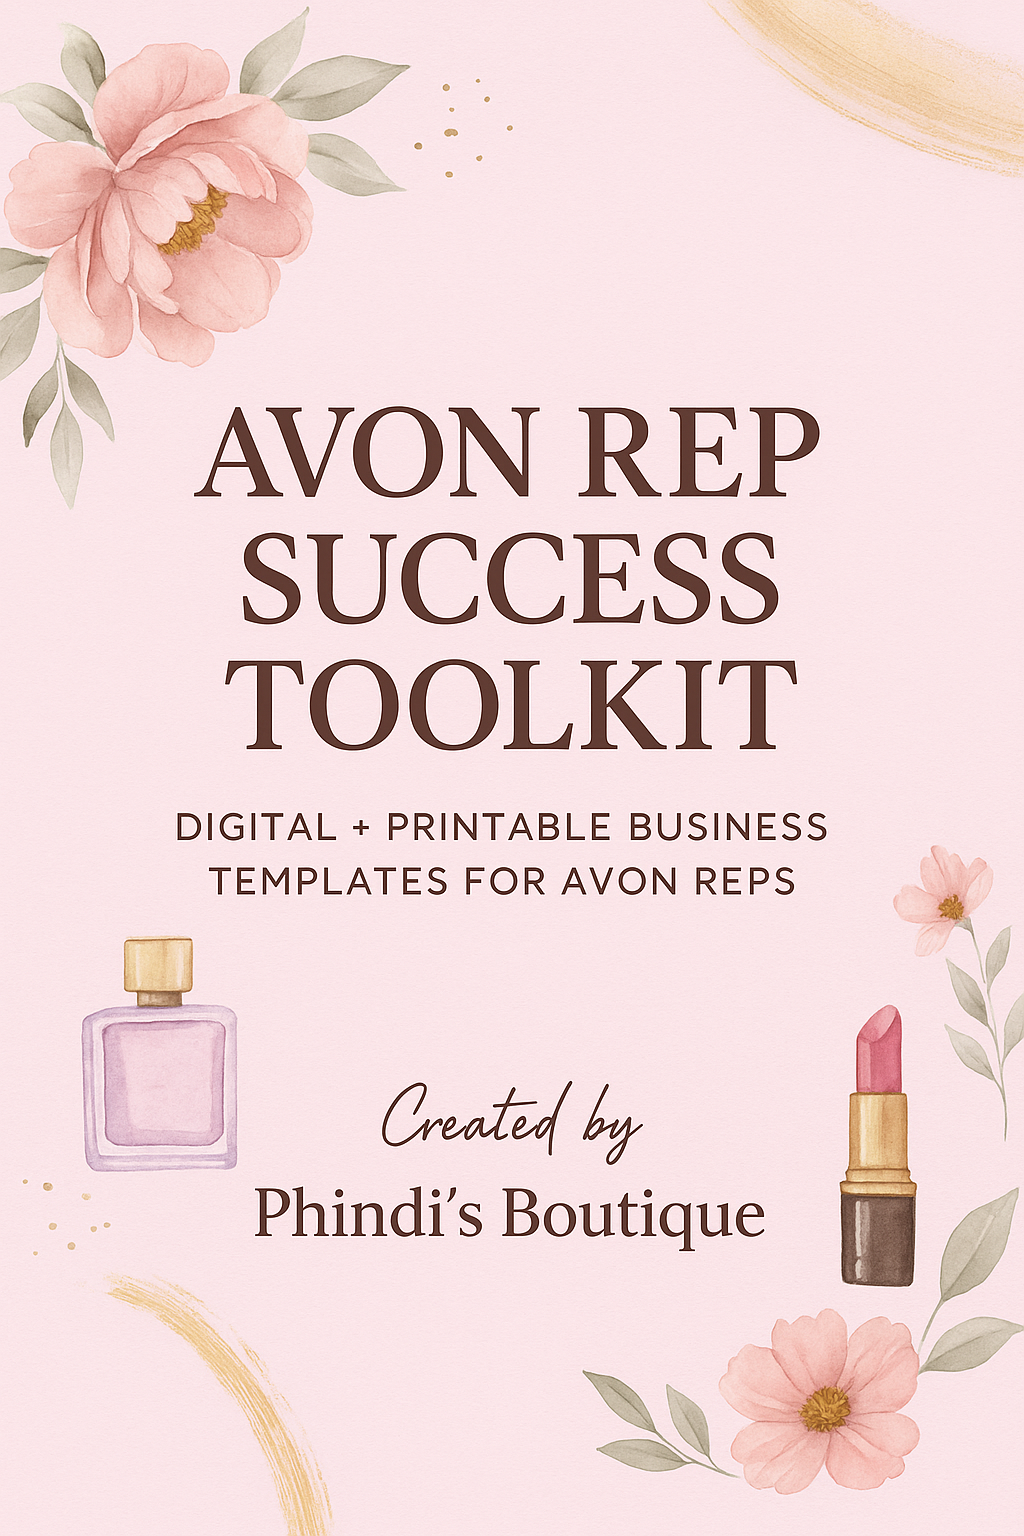 AVON REP
SUCCESS
TOOLKIT
DIGITAL + PRINTABLE BUSINESS
TEMPLATES FOR AVON REPS
Created by
Phindi’s Boutique